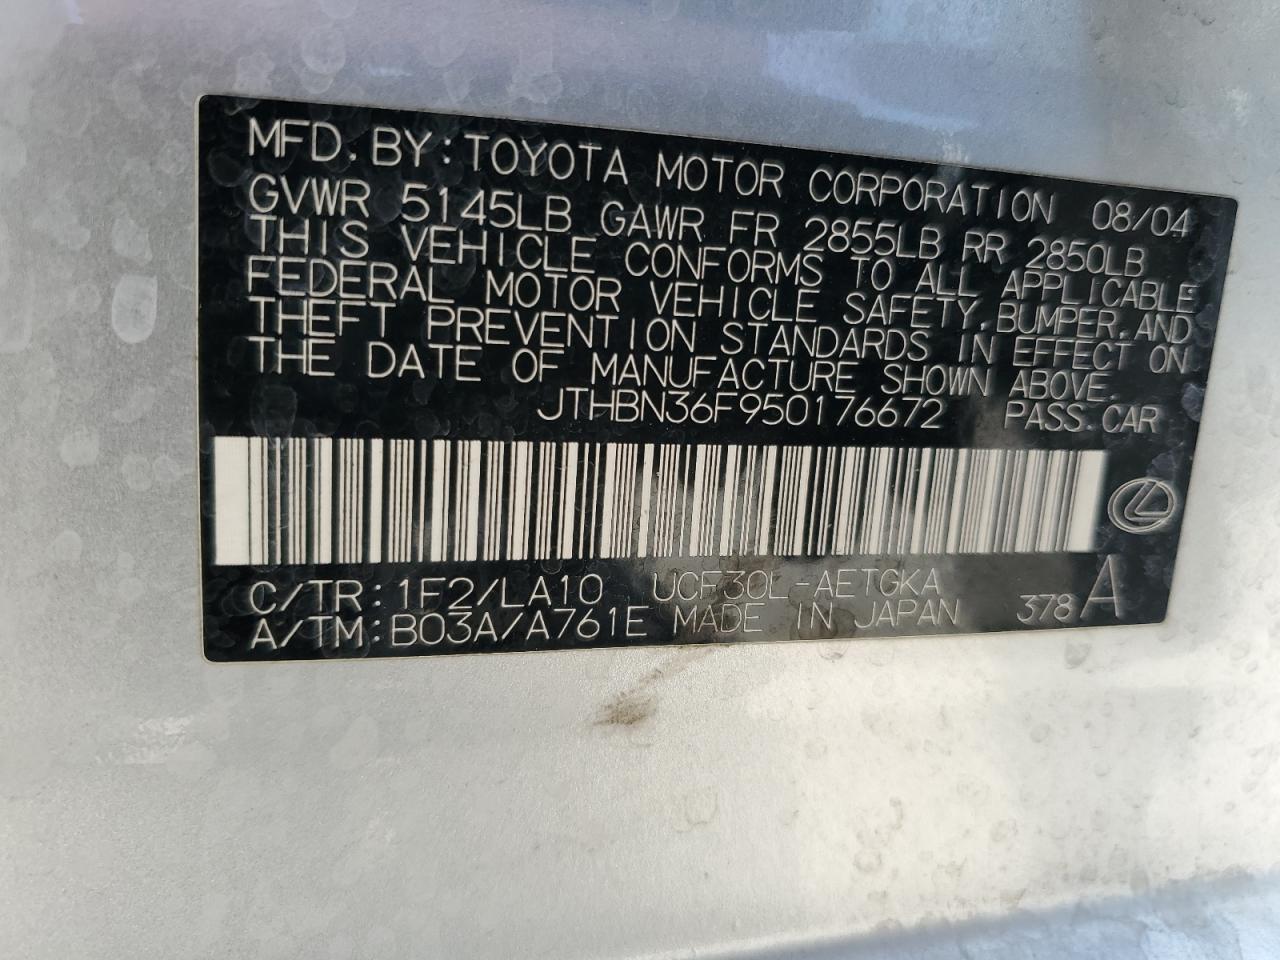 MFD. BY: TOYOTA MOTOR CORPORATION 08/04
GVWR 5145LB GAWR FR 2855LB RR 2850LB
THIS VEHICLE CONFORMS TO ALL APPLICABLE
FEDERAL MOTOR VEHICLE SAFETY, BUMPER, AND
THEFT PREVENTION STANDARDS IN EFFECT ON
THE DATE OF MANUFACTURE SHOWN ABOVE.
JTHBN36F950176672 PASS. CAR
C/TR: 1F2/LA10 UCF30L-AETGKA
A/TM: B03A/A761E MADE IN JAPAN 378 A